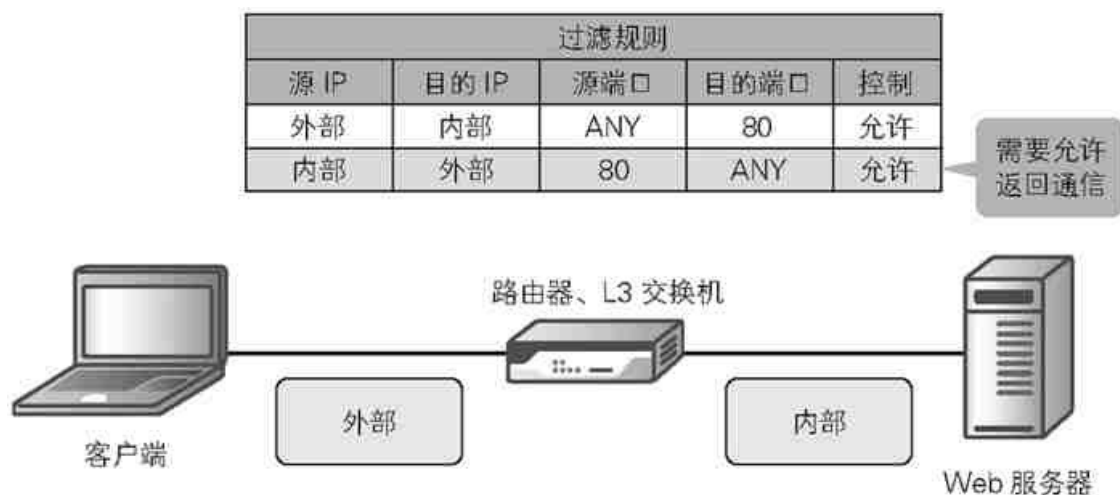 过滤规则
源 IP 目的 IP 源端口 目的端口 控制
外部 内部 ANY 80 允许
内部 外部 80 ANY 允许
需要允许
返回通信
路由器、L3 交换机
外部
内部
客户端
Web 服务器